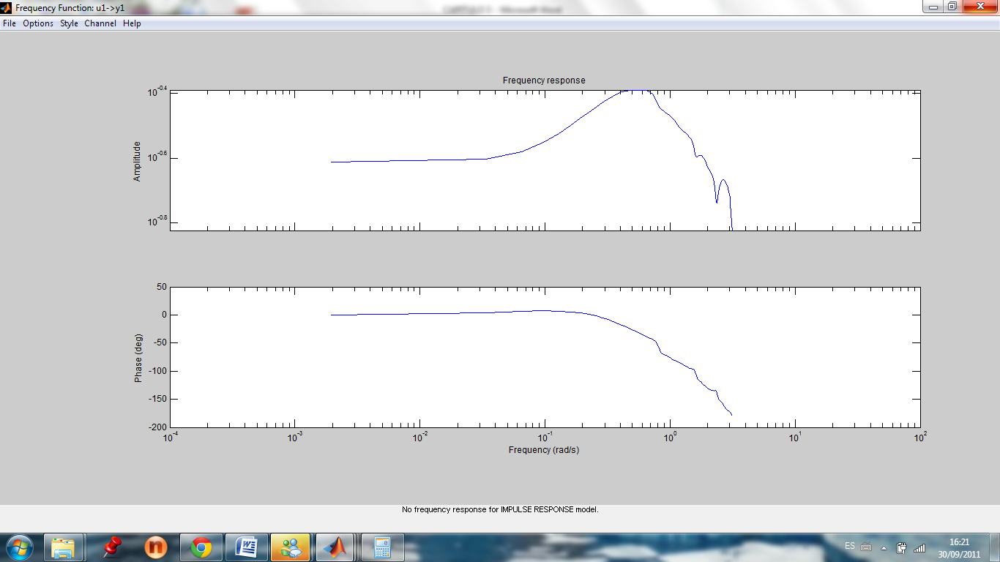 Frequency Function: u1->y1
File Options Style Channel Help
Frequency response
10^-0.4
10^-0.6
10^-0.8
Amplitude
50
0
-50
-100
-150
-200
Phase (deg)
10^-4 10^-3 10^-2 10^-1 10^0 10^1 10^2
Frequency (rad/s)
No frequency response for IMPULSE RESPONSE model.
ES
16:21
30/09/2011